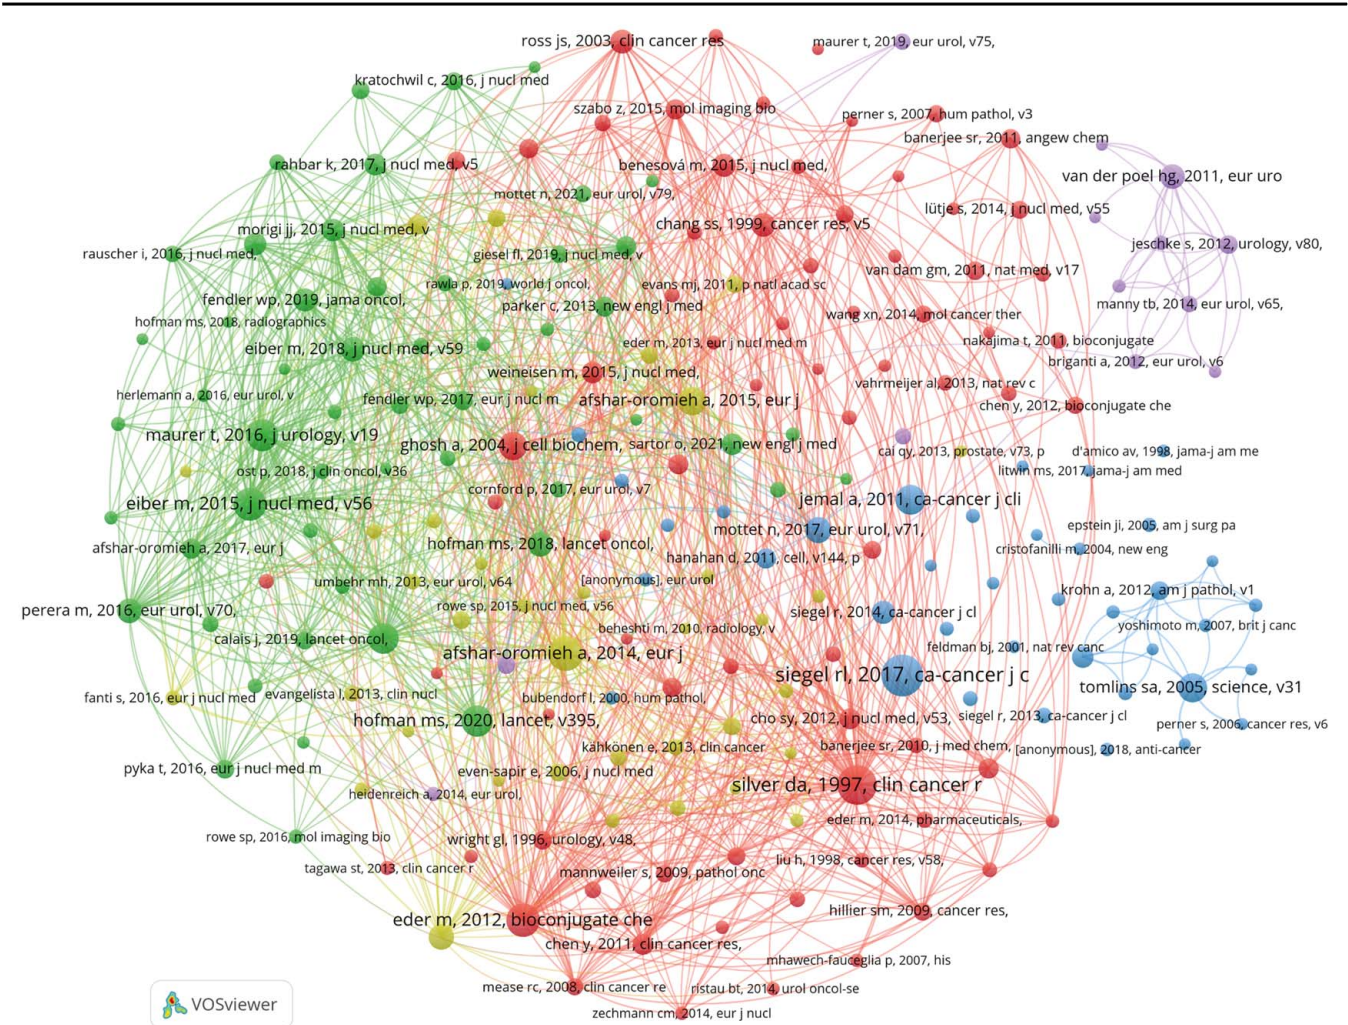 ross js, 2003, clin cancer res
maurer t, 2019, eur urol, v75,
kratochwil c, 2016, j nucl med
szabo z, 2015, mol imaging bio
perner s, 2007, hum pathol, v3
banerjee sr, 2011, angew chem
rahbar k, 2017, j nucl med, v5
benesová m, 2015, j nucl med,
van der poel hg, 2011, eur uro
mottet n, 2021, eur urol, v79,
lütje s, 2014, j nucl med, v55
morigi jj, 2015, j nucl med, v
chang ss, 1999, cancer res, v5
jeschke s, 2012, urology, v80,
rauscher i, 2016, j nucl med,
giesel fl, 2019, j nucl med, v
van dam gm, 2011, nat med, v17
rawla p, 2019, world j oncol,
evans mj, 2011, p natl acad sc
fendler wp, 2019, jama oncol,
parker c, 2013, new engl j med
manny tb, 2014, eur urol, v65,
hofman ms, 2018, radiographics
wang xn, 2014, mol cancer ther
eiber m, 2018, j nucl med, v59
eder m, 2013, eur j nucl med m
nakajima t, 2011, bioconjugate
briganti a, 2012, eur urol, v6
weineisen m, 2015, j nucl med,
vahrmeijer al, 2013, nat rev c
herlemann a, 2016, eur urol, v
fendler wp, 2017, eur j nucl m
afshar-oromieh a, 2015, eur j
chen y, 2012, bioconjugate che
maurer t, 2016, j urology, v19
ghosh a, 2004, j cell biochem,
sartor o, 2021, new engl j med
cai qy, 2013, prostate, v73, p
d'amico av, 1998, jama-j am me
ost p, 2018, j clin oncol, v36
litwin ms, 2017, jama-j am med
cornford p, 2017, eur urol, v7
eiber m, 2015, j nucl med, v56
jemal a, 2011, ca-cancer j cli
mottet n, 2017, eur urol, v71,
epstein ji, 2005, am j surg pa
afshar-oromieh a, 2017, eur j
hofman ms, 2018, lancet oncol,
hanahan d, 2011, cell, v144, p
cristofanilli m, 2004, new eng
umbehr mh, 2013, eur urol, v64
[anonymous], eur urol
krohn a, 2012, am j pathol, v1
perera m, 2016, eur urol, v70,
rowe sp, 2015, j nucl med, v56
siegel r, 2014, ca-cancer j cl
beheshti m, 2010, radiology, v
yoshimoto m, 2007, brit j canc
calais j, 2019, lancet oncol,
afshar-oromieh a, 2014, eur j
feldman bj, 2001, nat rev canc
siegel rl, 2017, ca-cancer j c
tomlins sa, 2005, science, v31
fanti s, 2016, eur j nucl med
evangelista l, 2013, clin nucl
bubendorf l, 2000, hum pathol,
hofman ms, 2020, lancet, v395,
cho sy, 2012, j nucl med, v53,
siegel r, 2013, ca-cancer j cl
perner s, 2006, cancer res, v6
kähkönen e, 2013, clin cancer
banerjee sr, 2010, j med chem,
[anonymous], 2018, anti-cancer
pyka t, 2016, eur j nucl med m
even-sapir e, 2006, j nucl med
silver da, 1997, clin cancer r
heidenreich a, 2014, eur urol,
eder m, 2014, pharmaceuticals,
rowe sp, 2016, mol imaging bio
wright gl, 1996, urology, v48,
liu h, 1998, cancer res, v58,
tagawa st, 2013, clin cancer r
mannweiler s, 2009, pathol onc
eder m, 2012, bioconjugate che
hillier sm, 2009, cancer res,
chen y, 2011, clin cancer res,
mhawech-fauceglia p, 2007, his
mease rc, 2008, clin cancer re
ristau bt, 2014, urol oncol-se
zechmann cm, 2014, eur j nucl
VOSviewer